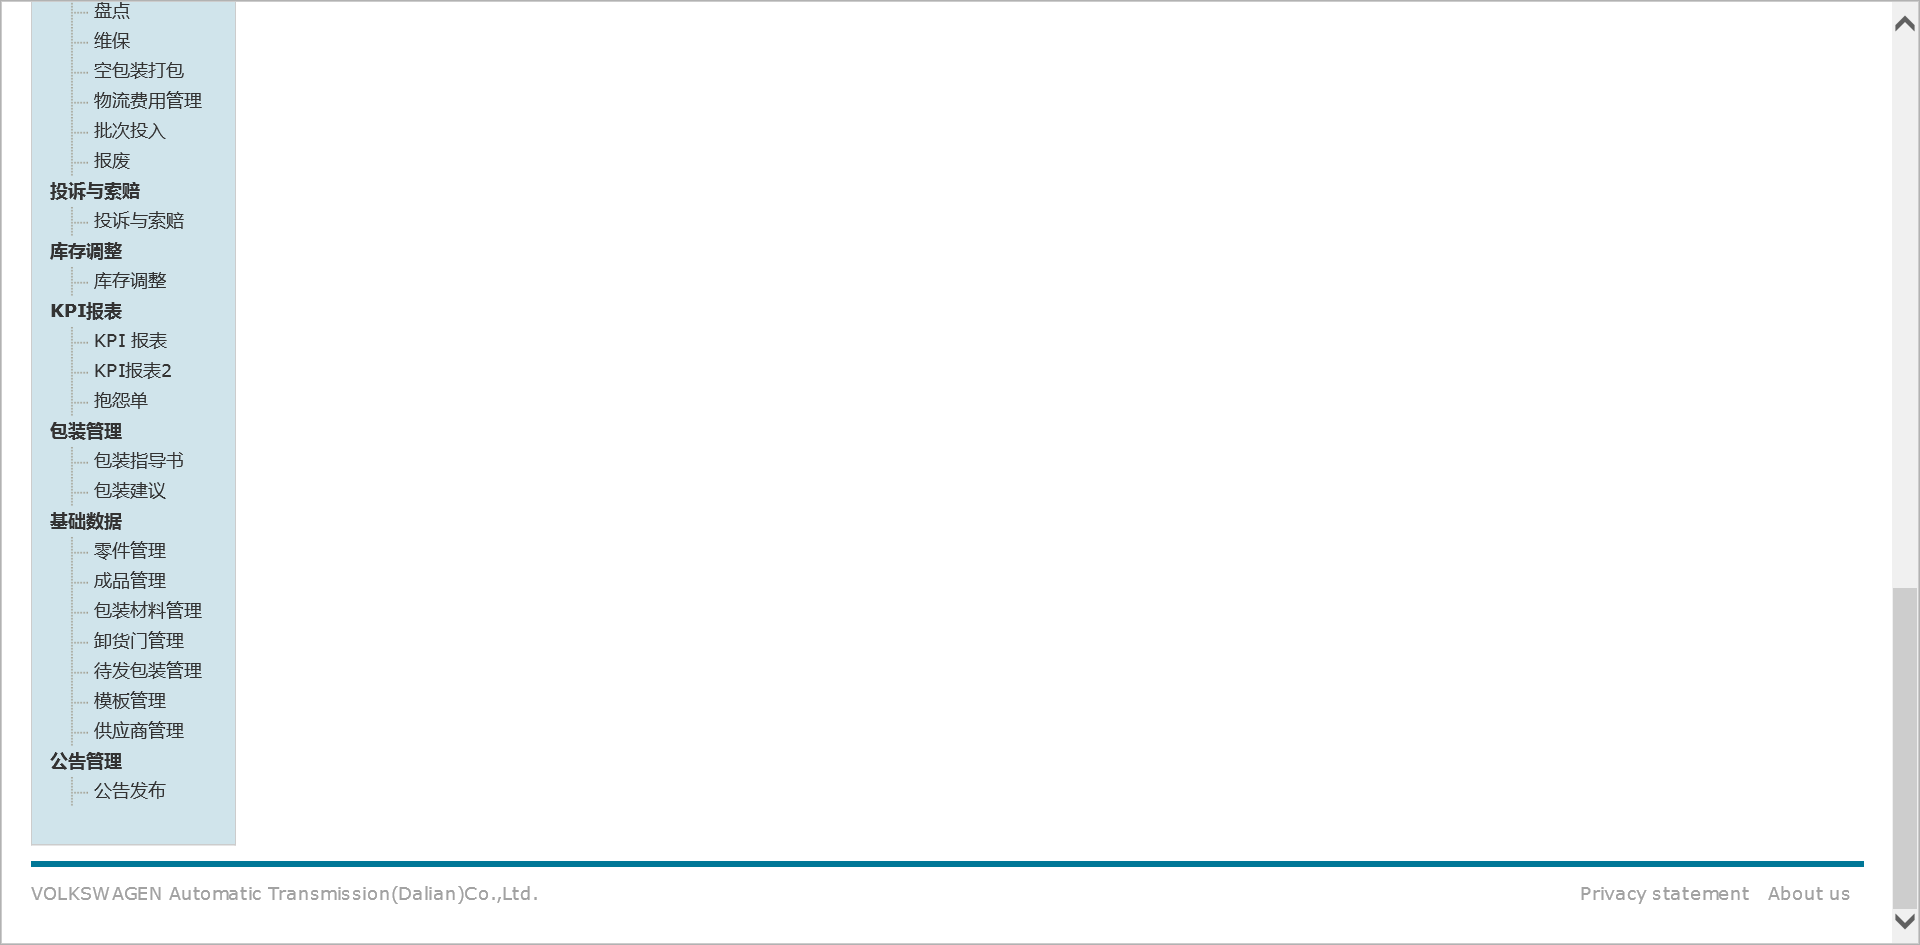 盘点
维保
空包装打包
物流费用管理
批次投入
报废
投诉与索赔
投诉与索赔
库存调整
库存调整
KPI报表
KPI 报表
KPI报表2
抱怨单
包装管理
包装指导书
包装建议
基础数据
零件管理
成品管理
包装材料管理
卸货门管理
待发包装管理
模板管理
供应商管理
公告管理
公告发布
VOLKSWAGEN Automatic Transmission(Dalian)Co.,Ltd.
Privacy statement About us